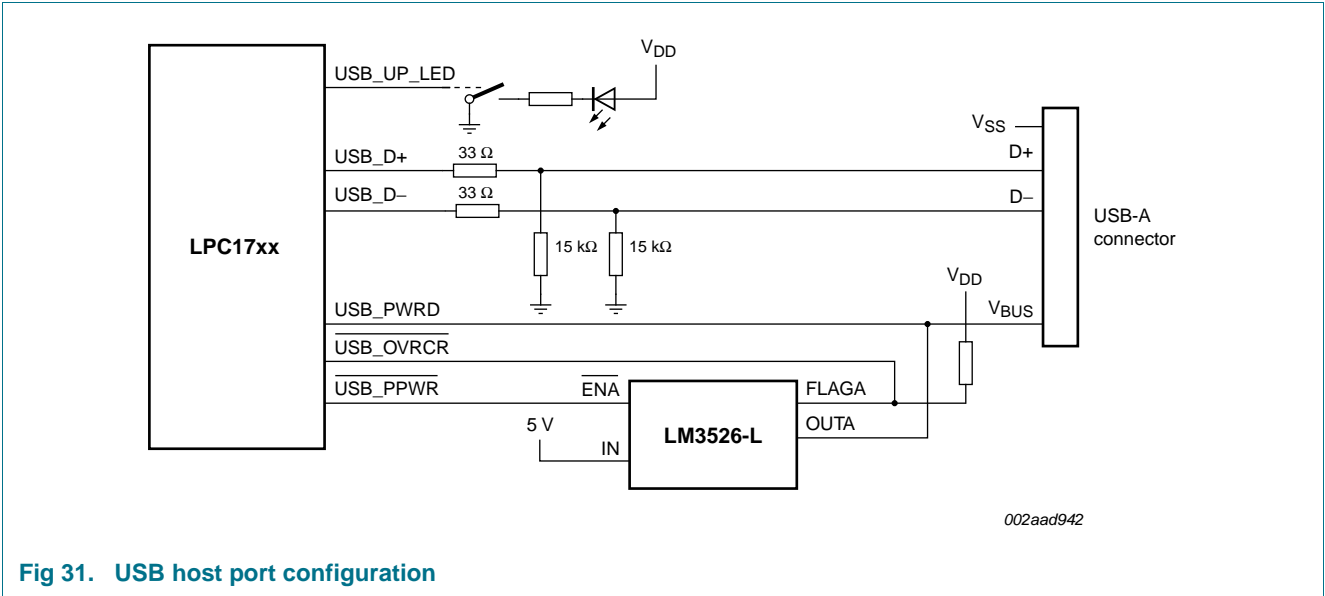 VDD
USB_UP_LED
VSS
USB_D+
33 Ω
D+
USB_D−
33 Ω
D−
USB-A
connector
LPC17xx
15 kΩ
15 kΩ
VDD
USB_PWRD
VBUS
USB_OVRCR
USB_PPWR
ENA
FLAGA
5 V
LM3526-L
OUTA
IN
002aad942
Fig 31. USB host port configuration